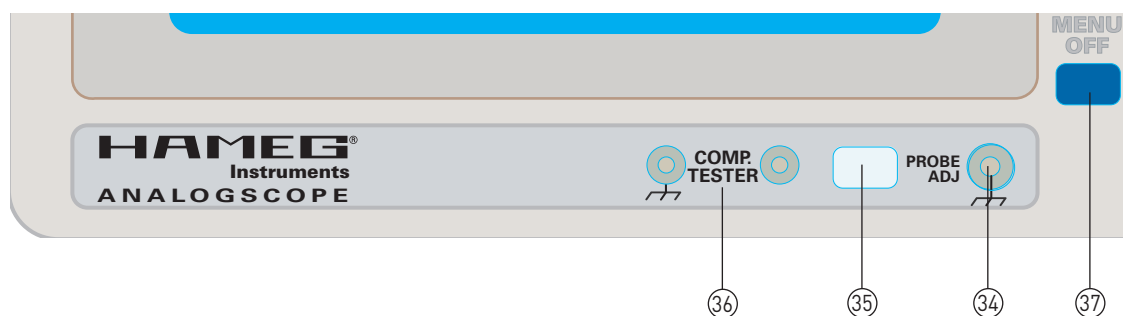 MENU
OFF
HAMEG®
Instruments
ANALOGSCOPE
COMP.
TESTER
PROBE
ADJ
36
35
34
37